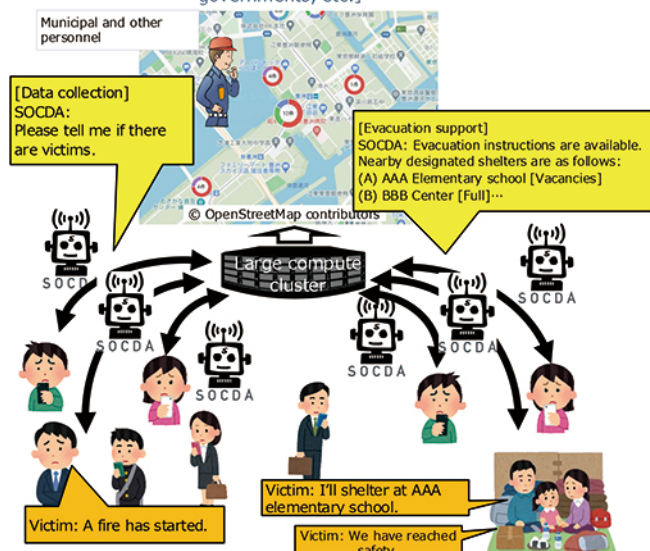 governments, etc.]
Municipal and other
personnel
[Data collection]
SOCDA:
Please tell me if there
are victims.
[Evacuation support]
SOCDA: Evacuation instructions are available.
Nearby designated shelters are as follows:
(A) AAA Elementary school [Vacancies]
(B) BBB Center [Full]…
© OpenStreetMap contributors
Large compute
cluster
SOCDA
SOCDA
SOCDA
SOCDA
SOCDA
SOCDA
Victim: A fire has started.
Victim: I'll shelter at AAA
elementary school.
Victim: We have reached
safety